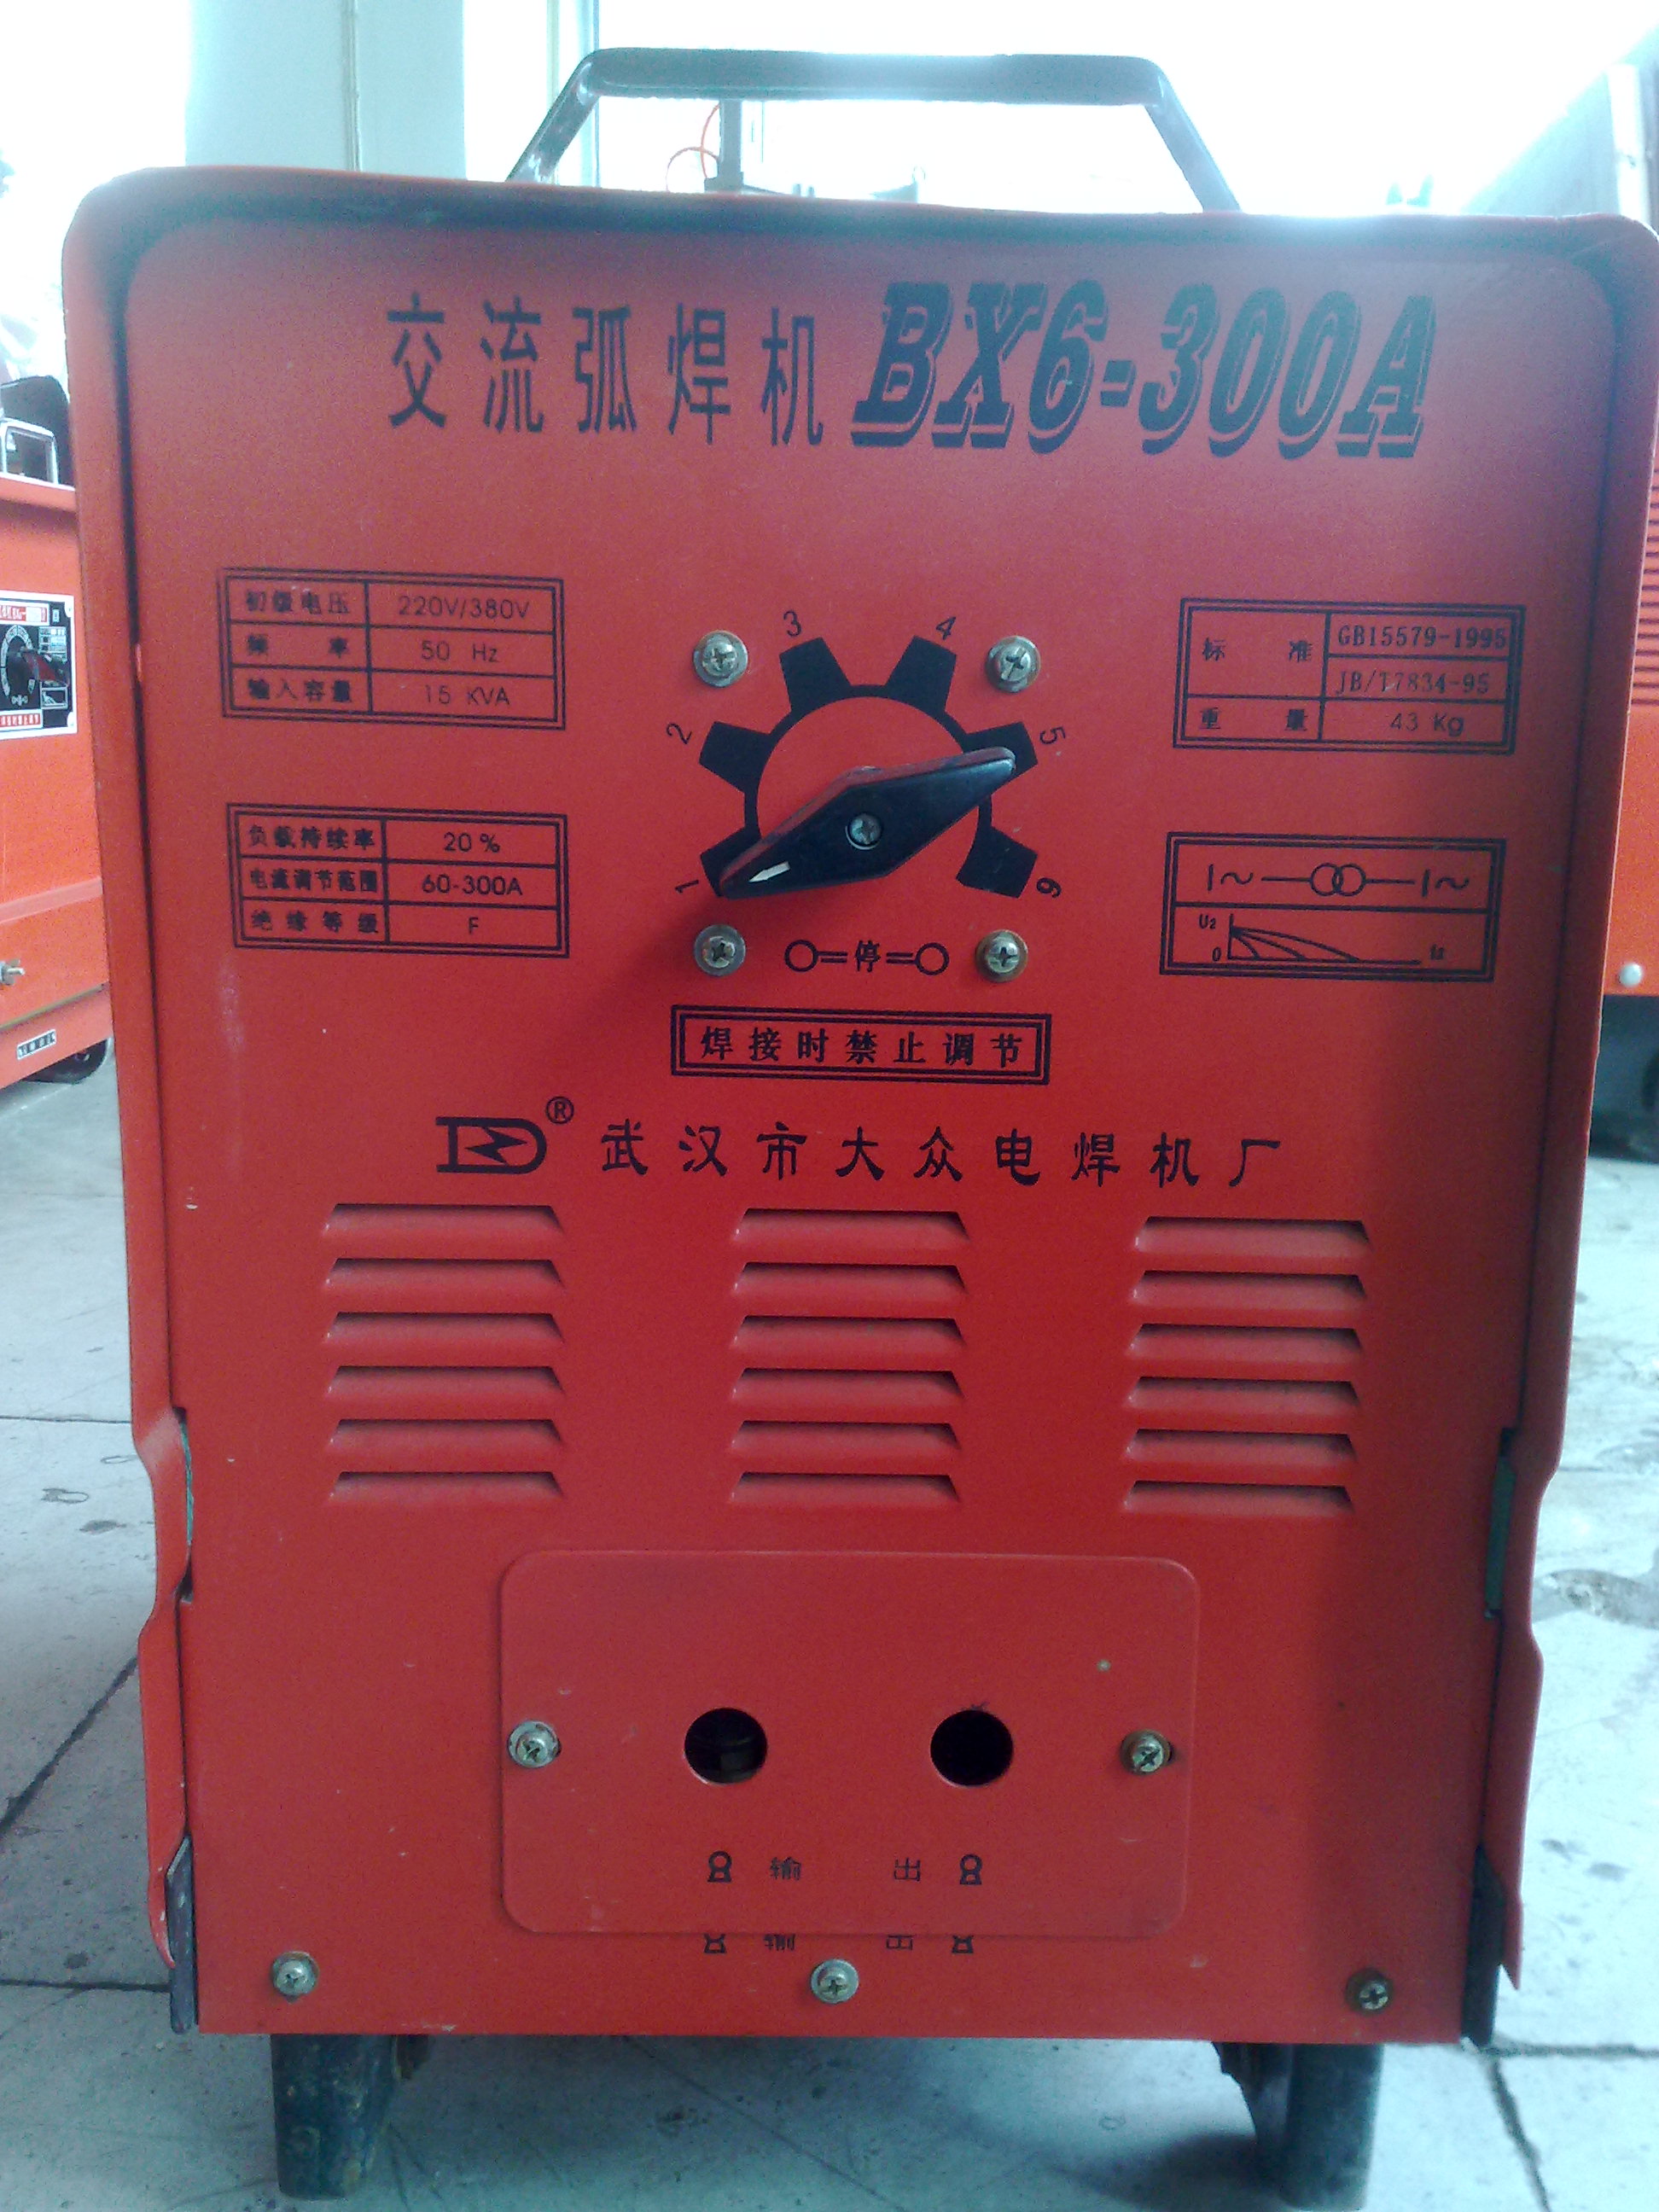 交流弧焊机 BX6-300A
初级电压 220V/380V
频率 50 Hz
输入容量 15 KVA
负载持续率 20%
电流调节范围 60-300A
绝缘等级 F
1
2
3
4
5
6
停
标准 GB15579-1995
JB/T7834-95
重量 43 Kg
1~ 1~
U2
0 I2
焊接时禁止调节
® 武汉市大众电焊机厂
输出
输出